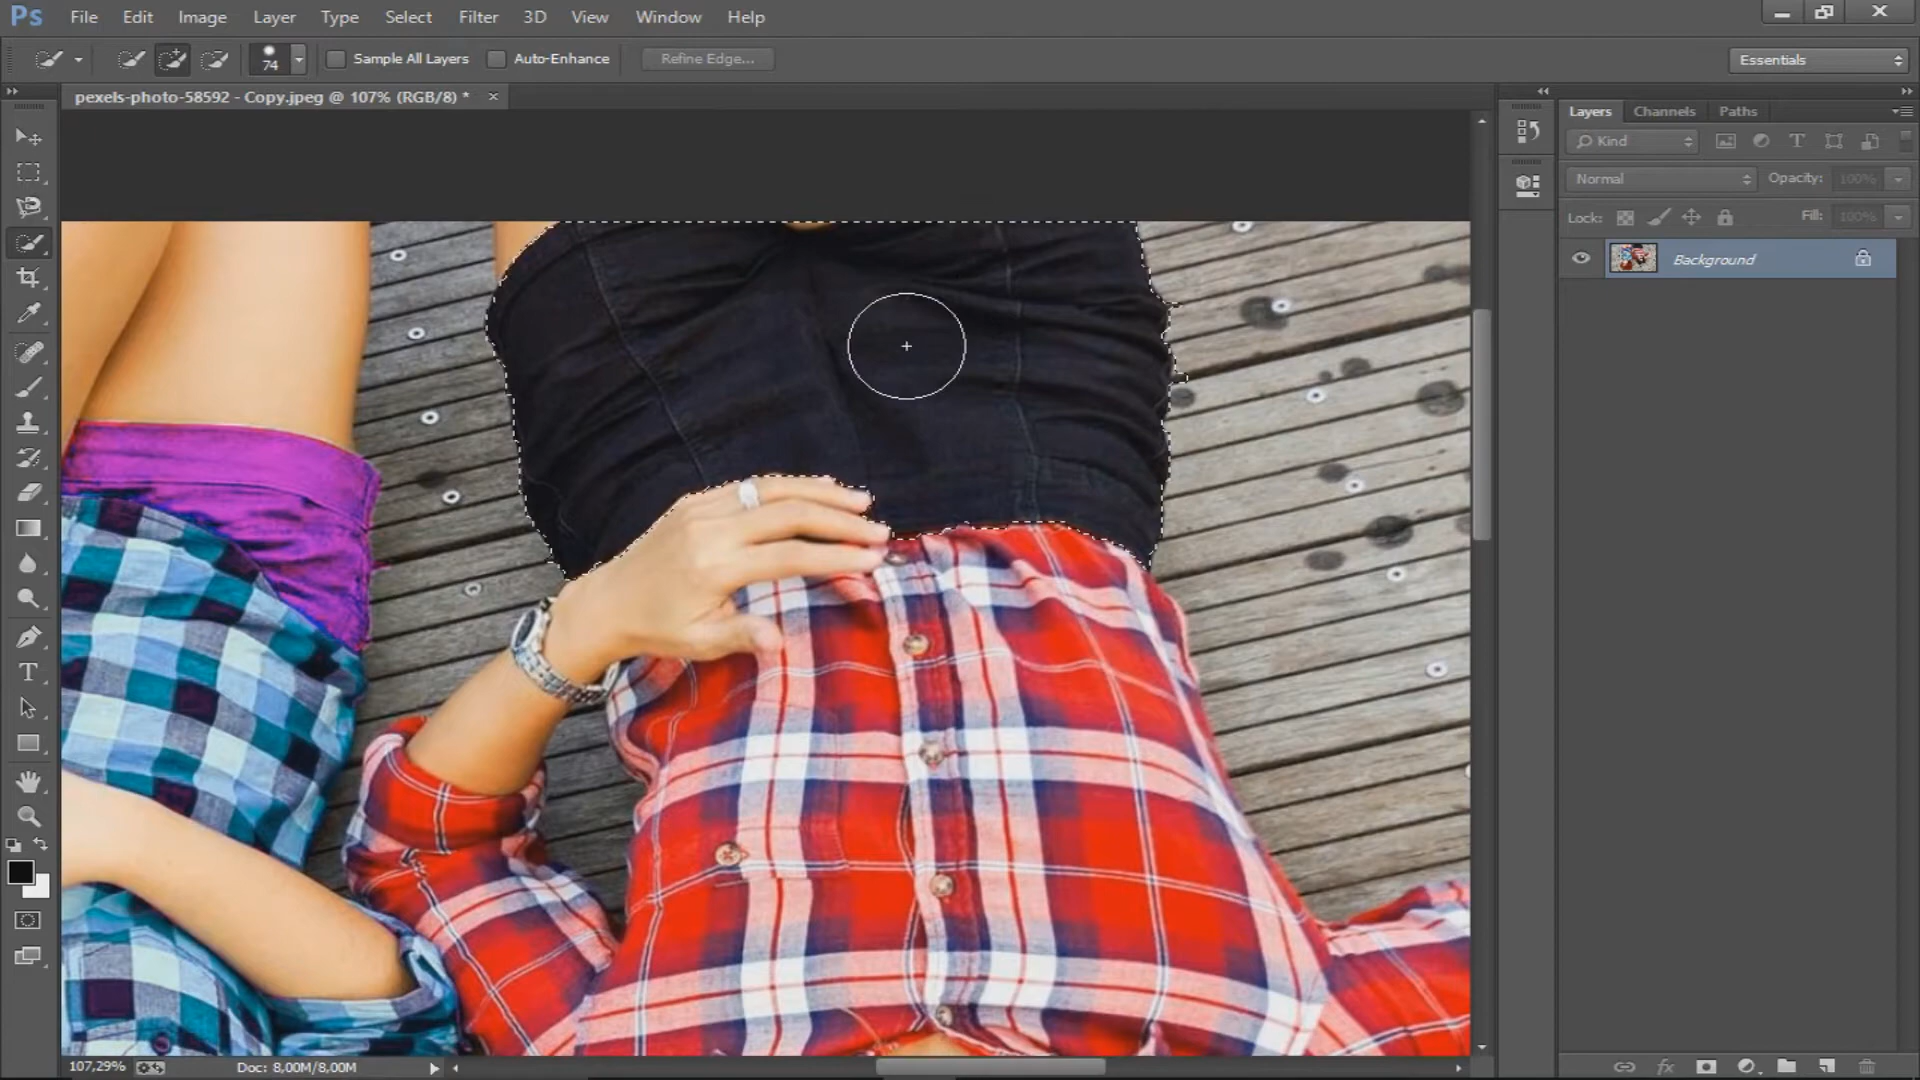 Ps File Edit Image Layer Type Select Filter 3D View Window Help
74 Sample All Layers Auto-Enhance Refine Edge... Essentials
pexels-photo-58592 - Copy.jpeg @ 107% (RGB/8) * ×
Layers Channels Paths
Kind
Normal Opacity: 100%
Lock: Fill: 100%
Background
107,29% Doc: 8,00M/8,00M